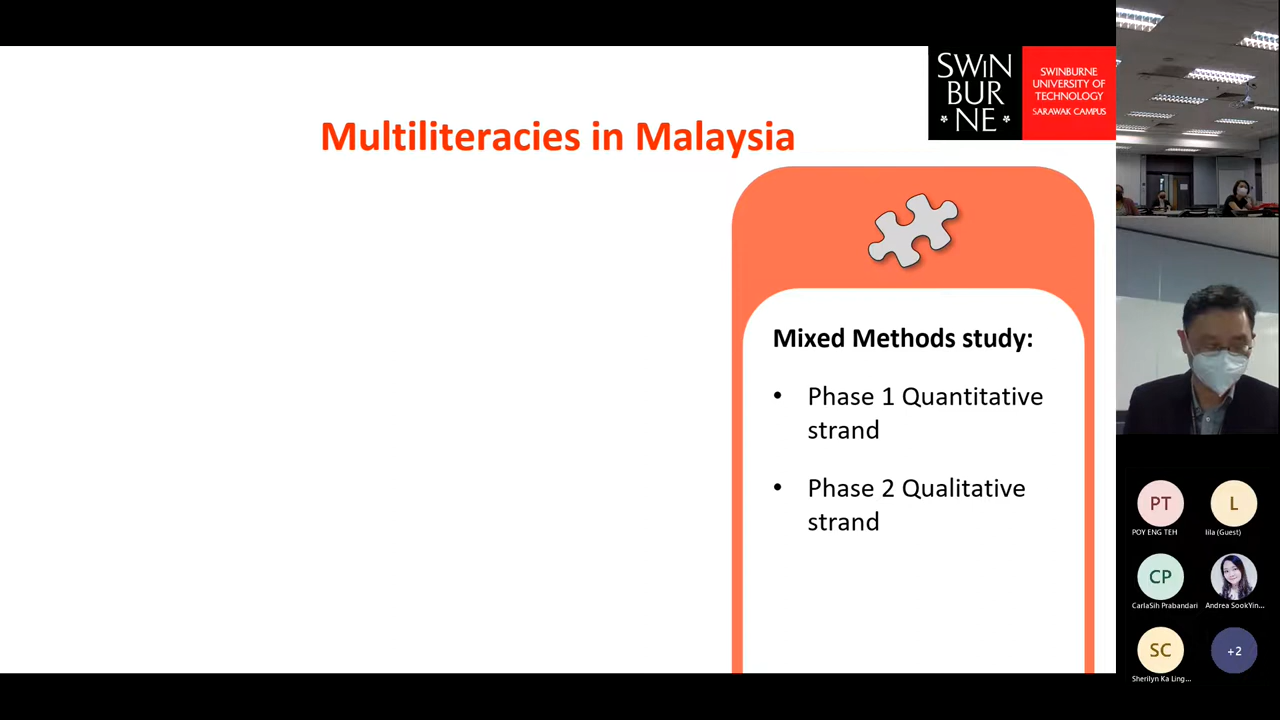 SWiN
BUR
NE
SWINBURNE
UNIVERSITY OF
TECHNOLOGY
SARAWAK CAMPUS
Multiliteracies in Malaysia
Mixed Methods study:
• Phase 1 Quantitative
strand
• Phase 2 Qualitative
strand
PT
POY ENG TEH
L
lila (Guest)
CP
CarlaSih Prabandari
Andrea SookYin...
SC
Sherilyn Ka Ling...
+2